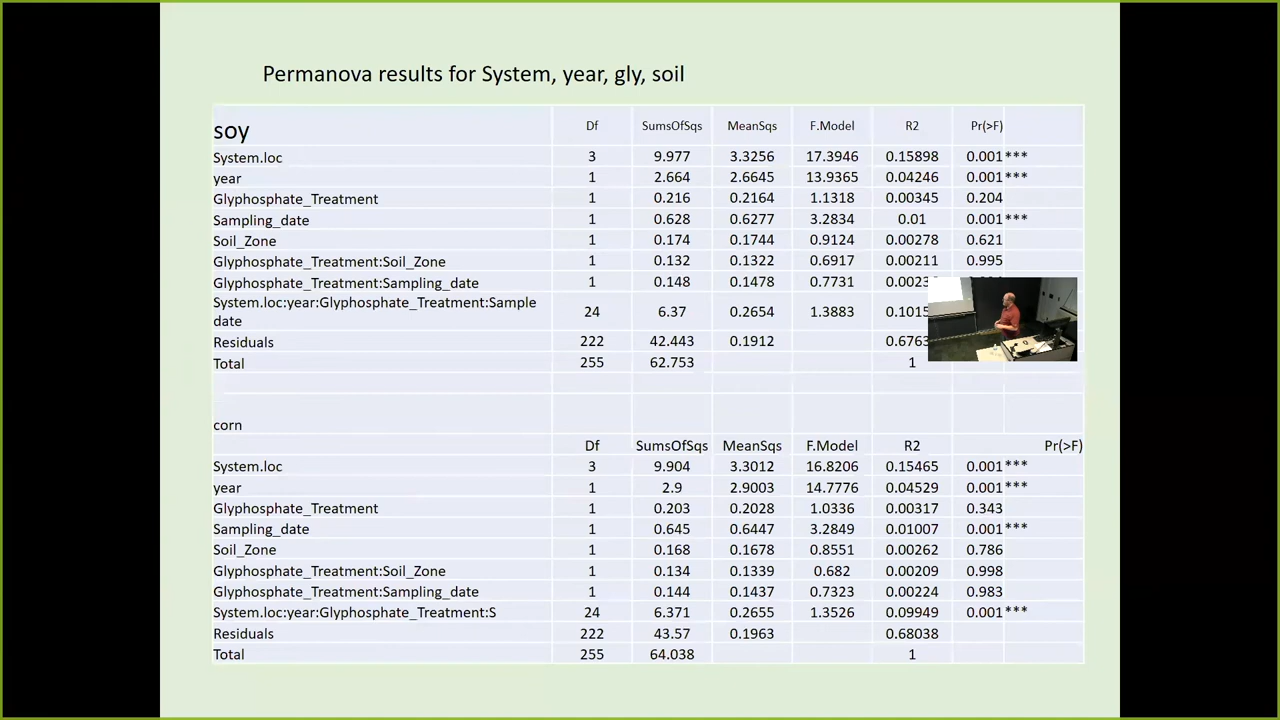 Permanova results for System, year, gly, soil
soy Df SumsOfSqs MeanSqs F.Model R2 Pr(>F)
System.loc 3 9.977 3.3256 17.3946 0.15898 0.001 ***
year 1 2.664 2.6645 13.9365 0.04246 0.001 ***
Glyphosphate_Treatment 1 0.216 0.2164 1.1318 0.00345 0.204
Sampling_date 1 0.628 0.6277 3.2834 0.01 0.001 ***
Soil_Zone 1 0.174 0.1744 0.9124 0.00278 0.621
Glyphosphate_Treatment:Soil_Zone 1 0.132 0.1322 0.6917 0.00211 0.995
Glyphosphate_Treatment:Sampling_date 1 0.148 0.1478 0.7731
System.loc:year:Glyphosphate_Treatment:Sample
date 24 6.37 0.2654 1.3883
Residuals 222 42.443 0.1912
Total 255 62.753 1
corn
Df SumsOfSqs MeanSqs F.Model R2 Pr(>F)
System.loc 3 9.904 3.3012 16.8206 0.15465 0.001 ***
year 1 2.9 2.9003 14.7776 0.04529 0.001 ***
Glyphosphate_Treatment 1 0.203 0.2028 1.0336 0.00317 0.343
Sampling_date 1 0.645 0.6447 3.2849 0.01007 0.001 ***
Soil_Zone 1 0.168 0.1678 0.8551 0.00262 0.786
Glyphosphate_Treatment:Soil_Zone 1 0.134 0.1339 0.682 0.00209 0.998
Glyphosphate_Treatment:Sampling_date 1 0.144 0.1437 0.7323 0.00224 0.983
System.loc:year:Glyphosphate_Treatment:S 24 6.371 0.2655 1.3526 0.09949 0.001 ***
Residuals 222 43.57 0.1963 0.68038
Total 255 64.038 1